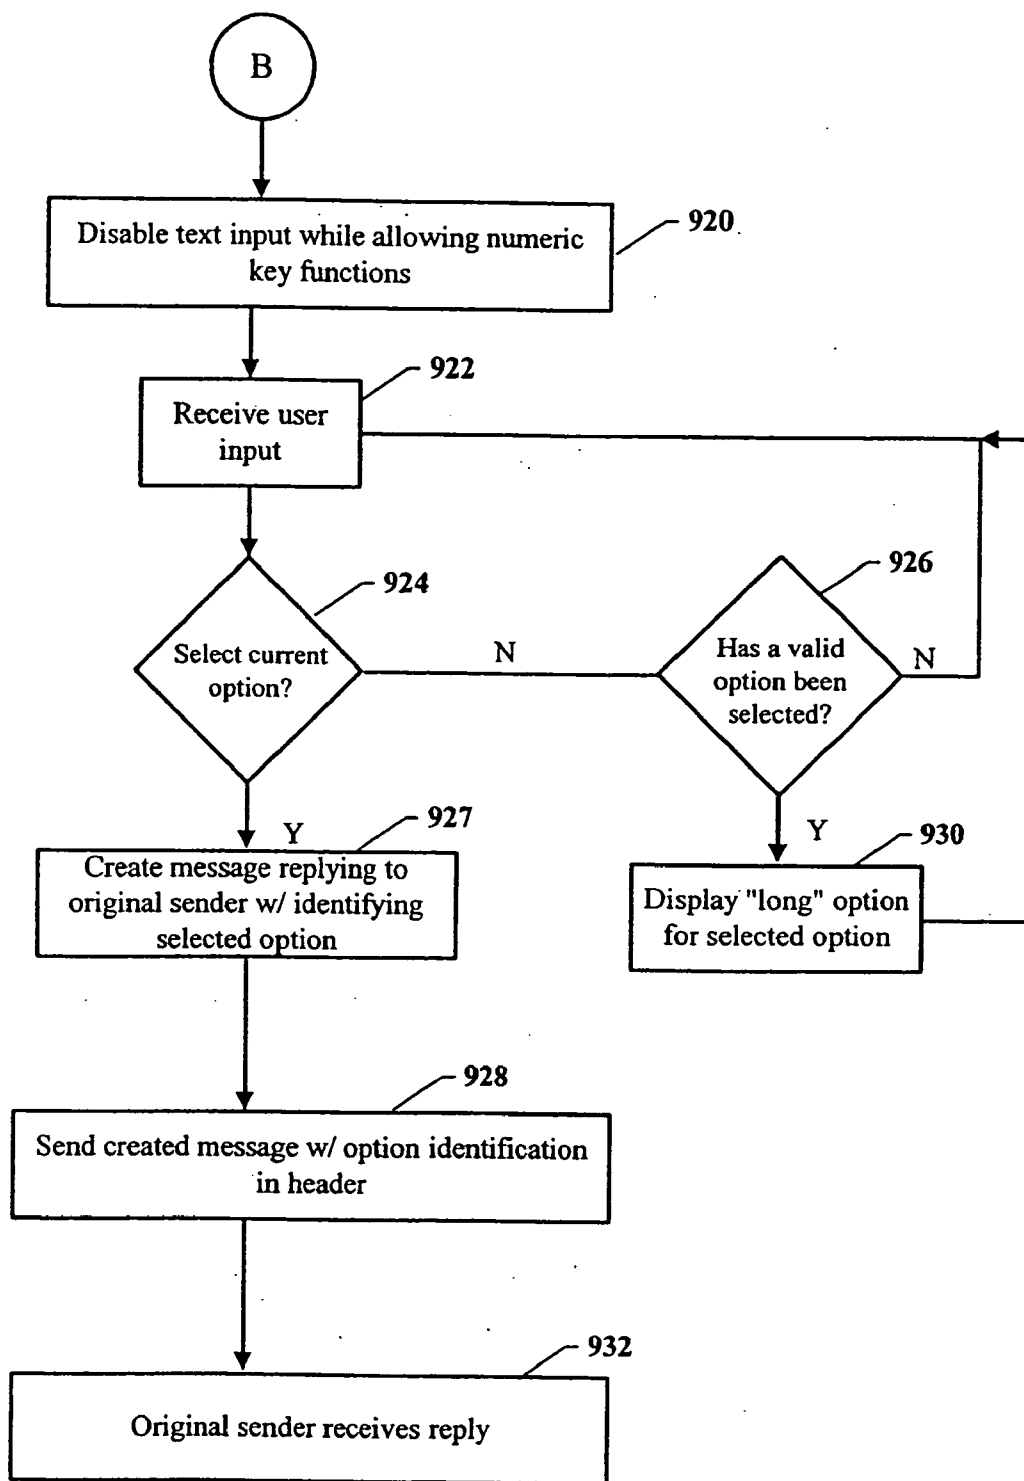 B
920
Disable text input while allowing numeric
key functions
922
Receive user
input
924
Select current
option?
N
926
Has a valid
option been
selected?
N
Y
927
Create message replying to
original sender w/ identifying
selected option
Y
930
Display "long" option
for selected option
928
Send created message w/ option identification
in header
932
Original sender receives reply